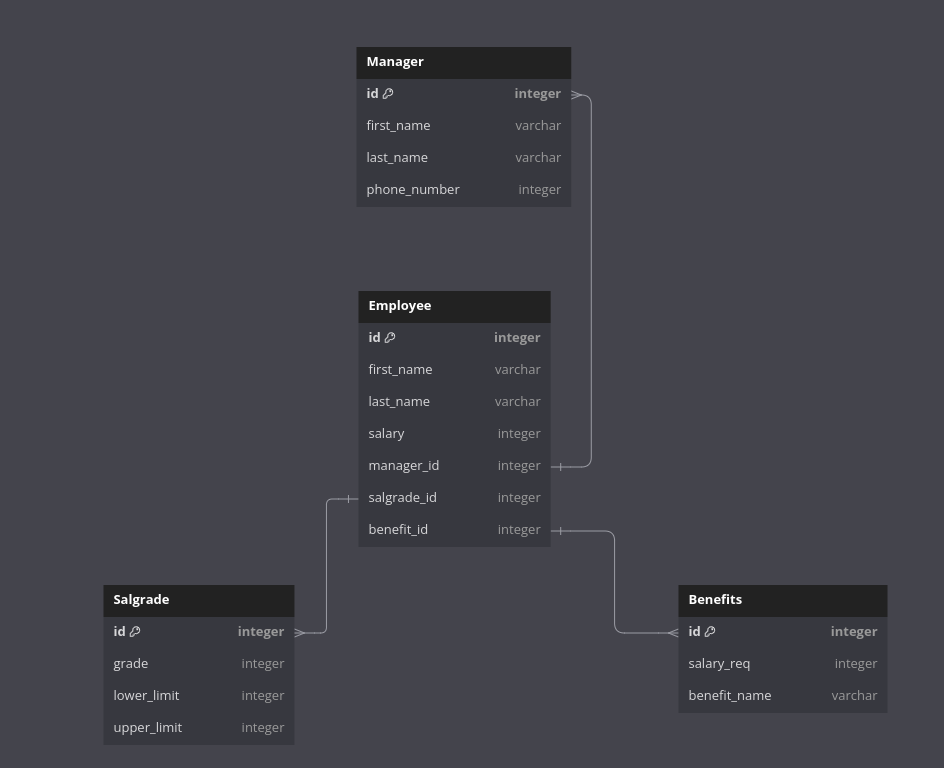 Manager
id integer
first_name varchar
last_name varchar
phone_number integer
Employee
id integer
first_name varchar
last_name varchar
salary integer
manager_id integer
salgrade_id integer
benefit_id integer
Salgrade
id integer
grade integer
lower_limit integer
upper_limit integer
Benefits
id integer
salary_req integer
benefit_name varchar